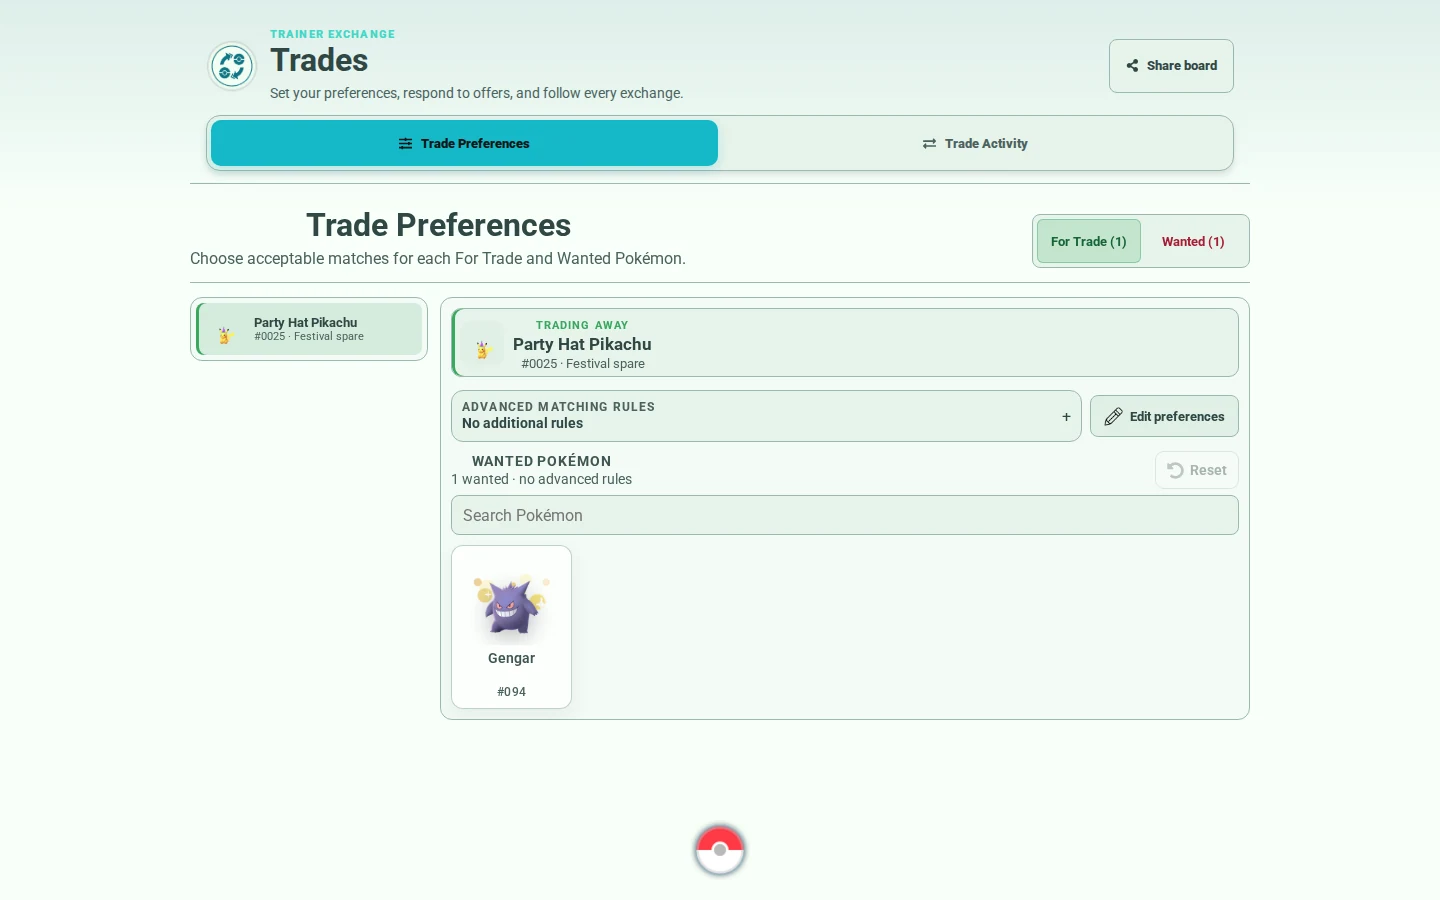 TRAINER EXCHANGE
Trades
Set your preferences, respond to offers, and follow every exchange.
Share board
Trade Preferences
Trade Activity
Trade Preferences
Choose acceptable matches for each For Trade and Wanted Pokémon.
For Trade (1)
Wanted (1)
Party Hat Pikachu
#0025 · Festival spare
TRADING AWAY
Party Hat Pikachu
#0025 · Festival spare
ADVANCED MATCHING RULES
No additional rules
+
Edit preferences
WANTED POKÉMON
1 wanted · no advanced rules
Reset
Search Pokémon
Gengar
#094